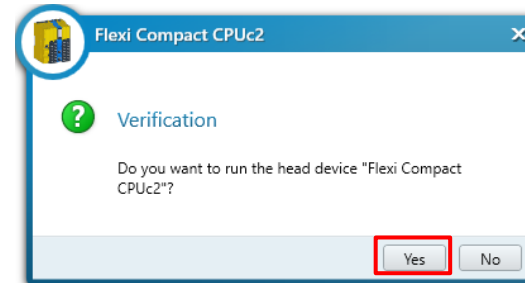 Flexi Compact CPUc2
Verification
Do you want to run the head device "Flexi Compact
CPUc2"?
Yes
No